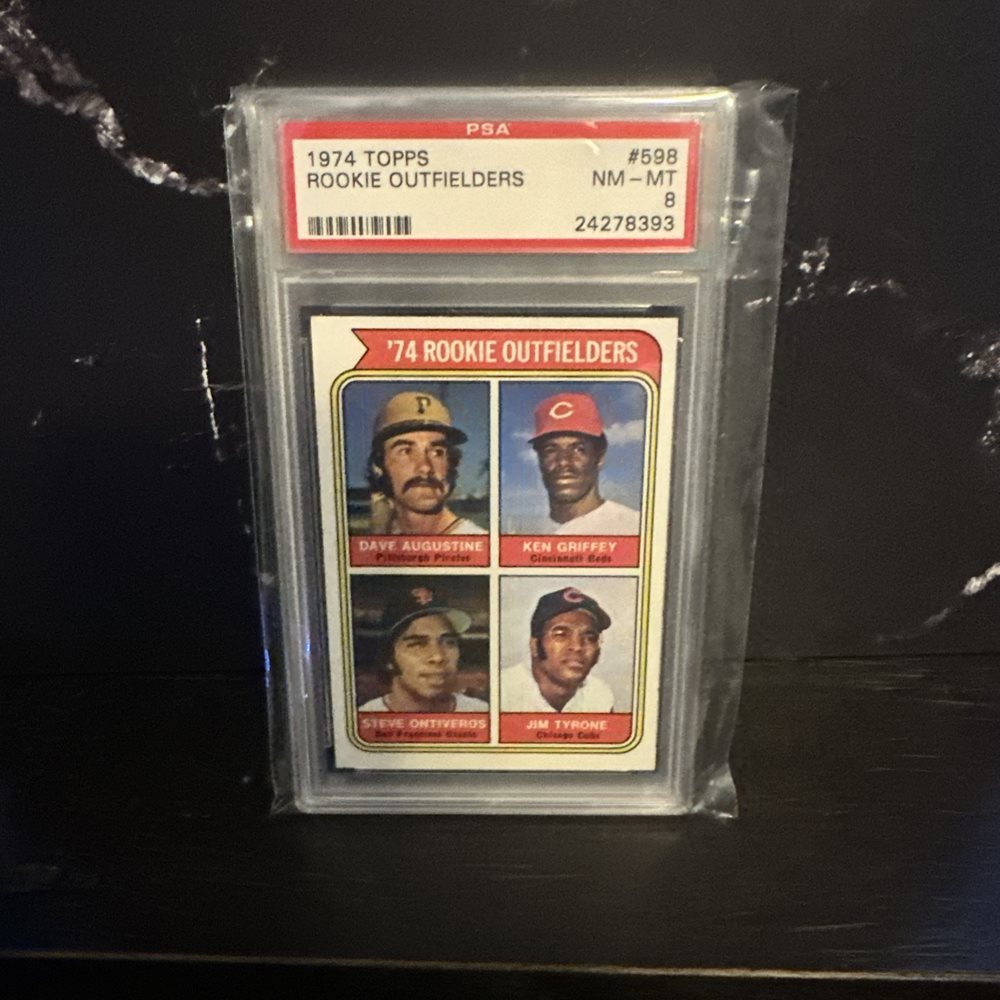 PSA
1974 TOPPS #598
ROOKIE OUTFIELDERS NM-MT
8
24278393
'74 ROOKIE OUTFIELDERS
P C
DAVE AUGUSTINE KEN GRIFFEY
Pittsburgh Pirates Cincinnati Reds
SF C
STEVE ONTIVEROS JIM TYRONE
San Francisco Giants Chicago Cubs